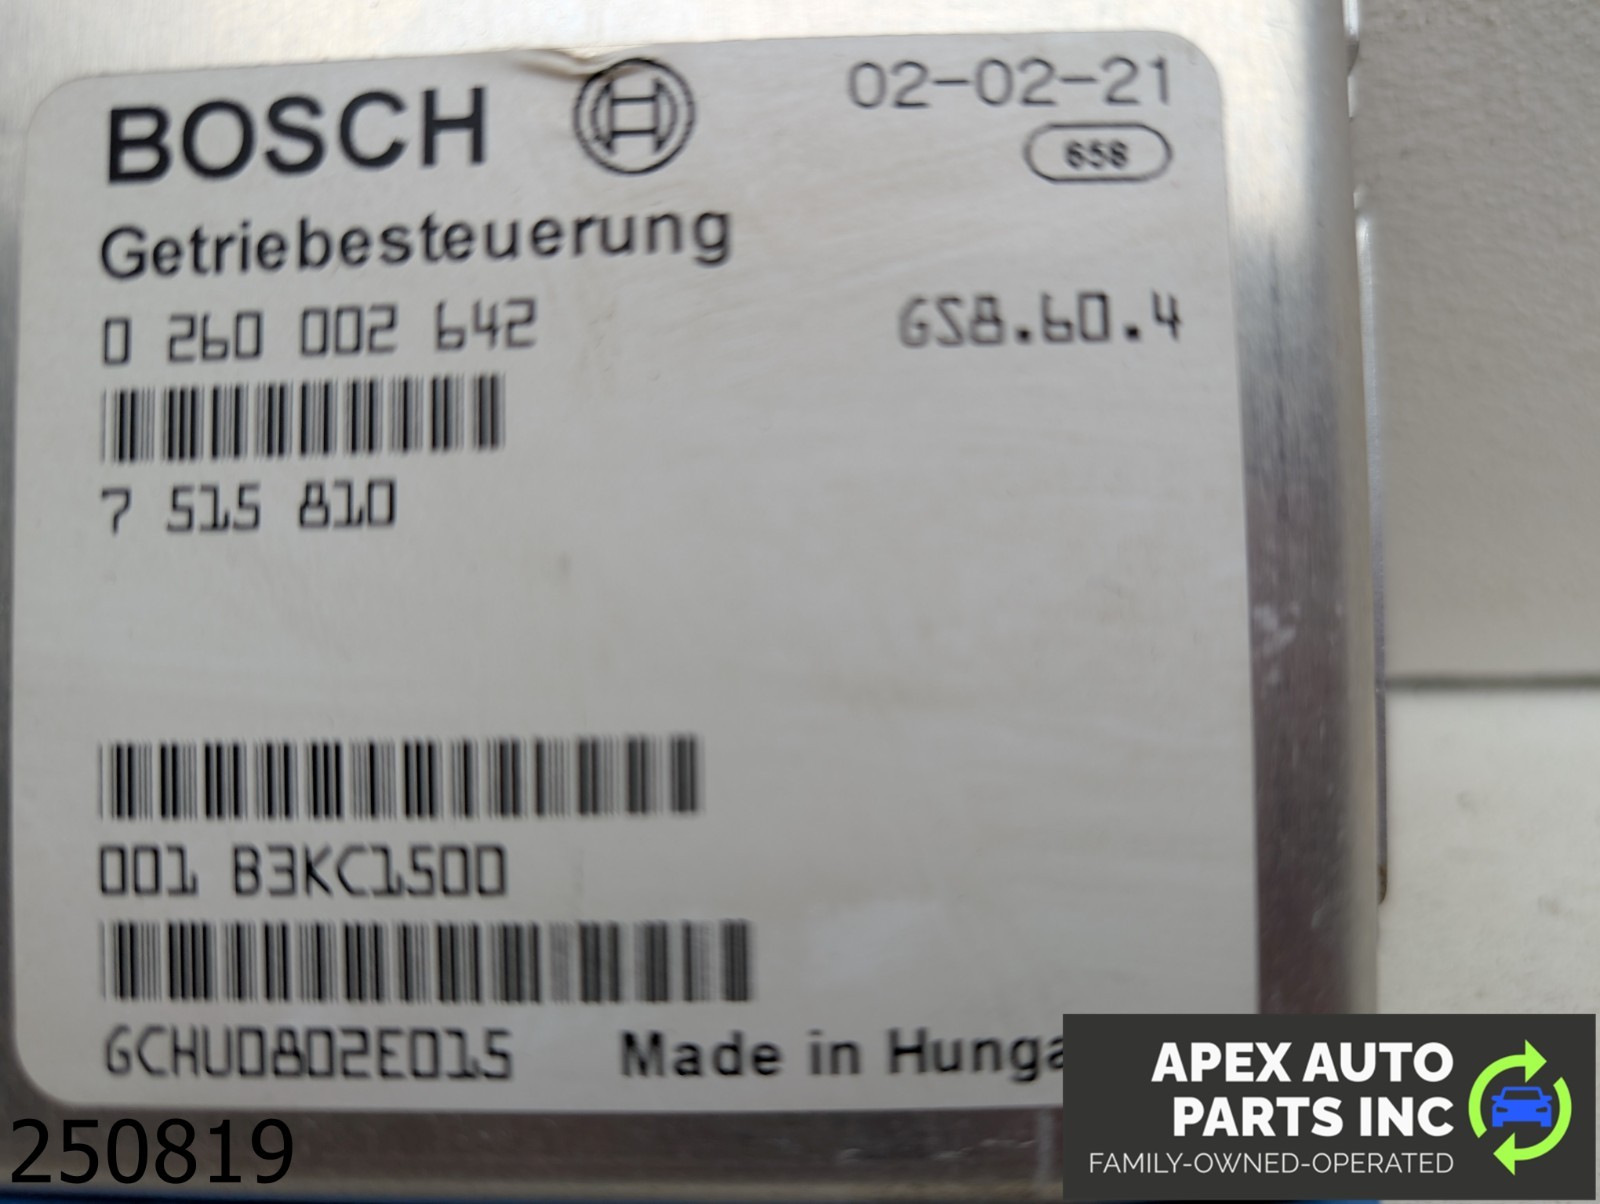 BOSCH 02-02-21
658
Getriebesteuerung
0 260 002 642 GS8.60.4
7 515 810
001 B3KC1500
GCHU0802E015 Made in Hunga
250819
APEX AUTO
PARTS INC
FAMILY-OWNED-OPERATED